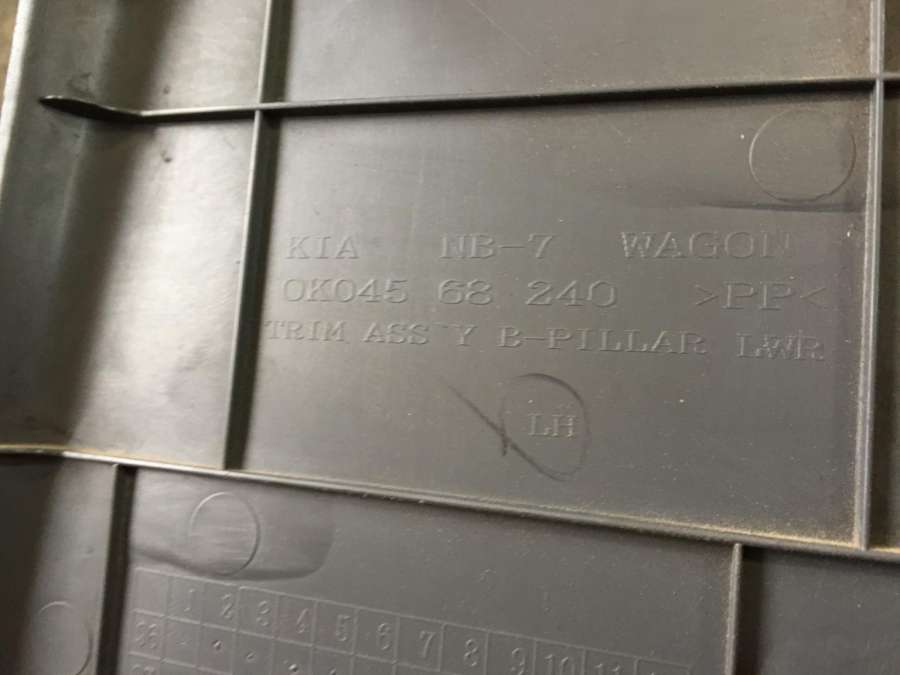 KIA NB-7 WAGON
0K045 68 240 >PP<
TRIM ASS'Y B-PILLAR LWR
LH
1 2 3 4 5 6 7 8 9 10 11
96